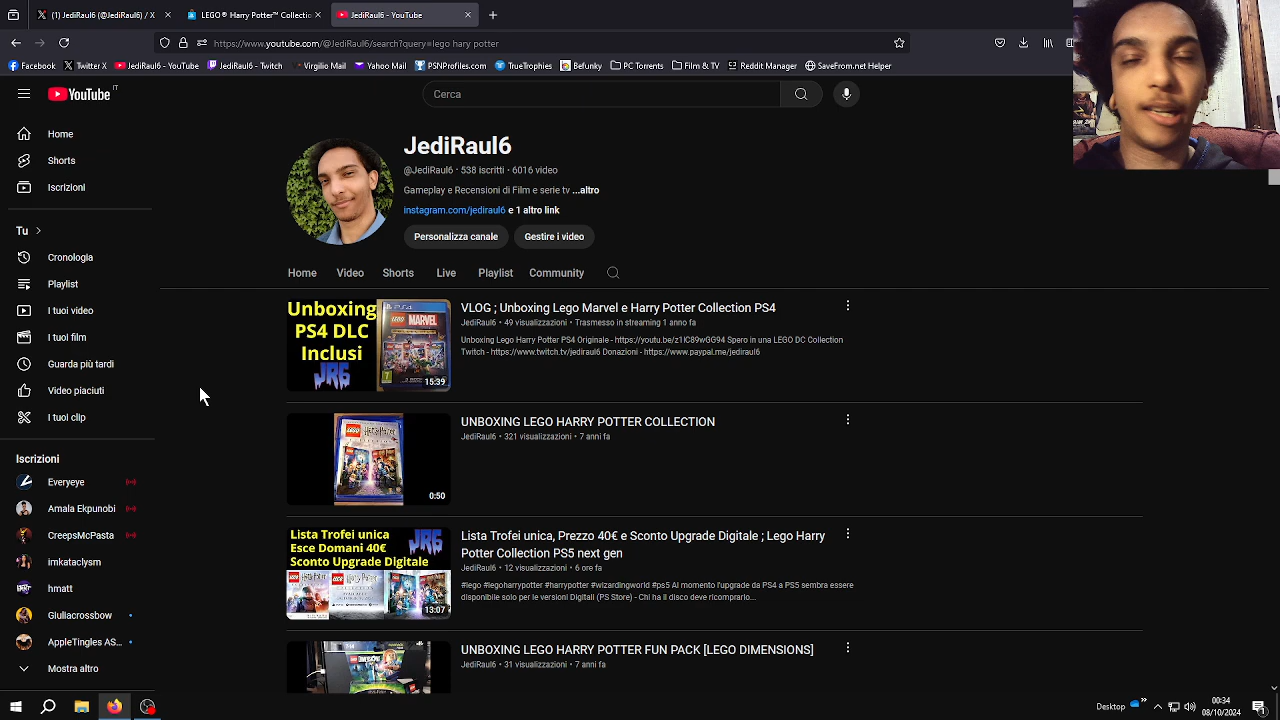 JediRaul6 (@JediRaul6) / X
LEGO® Harry Potter™ Collectio
JediRaul6 - YouTube
https://www.youtube.com/@JediRaul6/search?query=lego hary potter
Facebook
Twitter X
JediRaul6 - YouTube
JediRaul6 - Twitch
Virgilio Mail
Yahoo Mail
PSNProfiles.com
TrueTrophies
Befunky
PC Torrents
Film & TV
Reddit Manager
SaveFrom.net Helper
YouTube IT
Cerca
Home
Shorts
Iscrizioni
Tu
Cronologia
Playlist
I tuoi video
I tuoi film
Guarda più tardi
Video piaciuti
I tuoi clip
Iscrizioni
Everyeye
Amala Ekpunobi
CreepsMcPasta
imkataclysm
hmatti
Giuliacrossbow
AppleTingles AS...
Mostra altro
JediRaul6
@JediRaul6 • 538 iscritti • 6016 video
Gameplay e Recensioni di Film e serie tv ...altro
instagram.com/jediraul6 e 1 altro link
Personalizza canale
Gestire i video
Home
Video
Shorts
Live
Playlist
Community
Unboxing
PS4 DLC
Inclusi
JR6
PS4
LEGO MARVEL
7
15:39
VLOG ; Unboxing Lego Marvel e Harry Potter Collection PS4
JediRaul6 • 49 visualizzazioni • Trasmesso in streaming 1 anno fa
Unboxing Lego Harry Potter PS4 Originale - https://youtu.be/z1lC89wGG94 Spero in una LEGO DC Collection
Twitch - https://www.twitch.tv/jediraul6 Donazioni - https://www.paypal.me/jediraul6
LEGO Harry Potter
0:50
UNBOXING LEGO HARRY POTTER COLLECTION
JediRaul6 • 321 visualizzazioni • 7 anni fa
Lista Trofei unica
Esce Domani 40€
Sconto Upgrade Digitale
JR6
13:07
Lista Trofei unica, Prezzo 40€ e Sconto Upgrade Digitale ; Lego Harry
Potter Collection PS5 next gen
JediRaul6 • 12 visualizzazioni • 6 ore fa
#lego #legoharrypotter #harrypotter #wizardingworld #ps5 Al momento l'upgrade da PS4 a PS5 sembra essere
disponibile solo per le versioni Digitali (PS Store) - Chi ha il disco deve ricomprarlo...
UNBOXING LEGO HARRY POTTER FUN PACK [LEGO DIMENSIONS]
JediRaul6 • 31 visualizzazioni • 7 anni fa
Desktop
00:34
08/10/2024